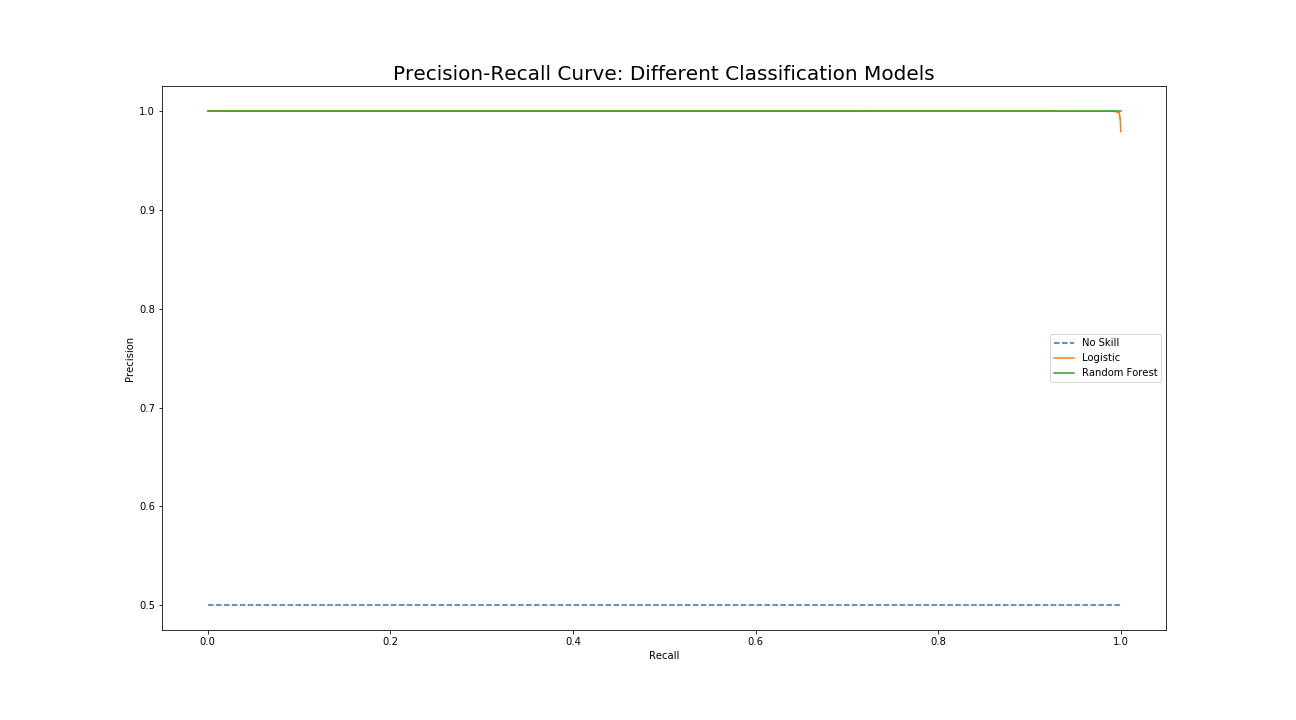 Precision-Recall Curve: Different Classification Models
1.0
0.9
0.8
0.7
0.6
0.5
Precision
No Skill
Logistic
Random Forest
0.0 0.2 0.4 0.6 0.8 1.0
Recall